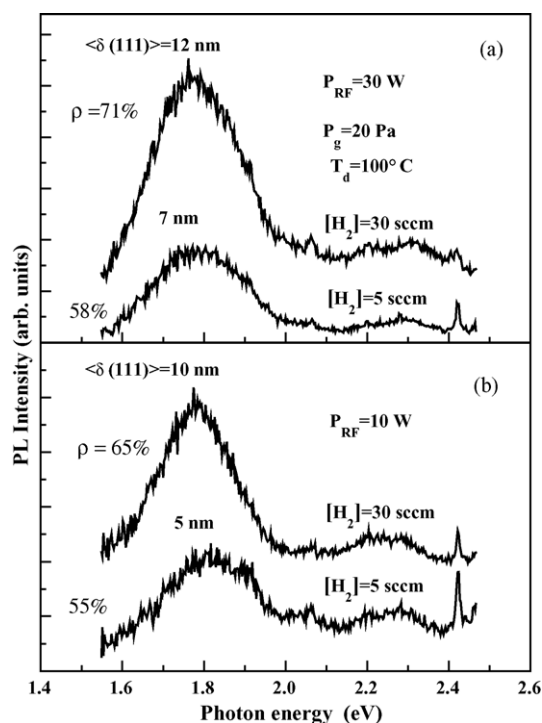 <δ (111)>=12 nm
(a)
ρ =71%
P_RF=30 W
P_g=20 Pa
T_d=100° C
7 nm
[H_2]=30 sccm
58%
[H_2]=5 sccm
<δ (111)>=10 nm
(b)
ρ = 65%
P_RF=10 W
[H_2]=30 sccm
5 nm
[H_2]=5 sccm
55%
PL Intensity (arb. units)
1.4 1.6 1.8 2.0 2.2 2.4 2.6
Photon energy (eV)